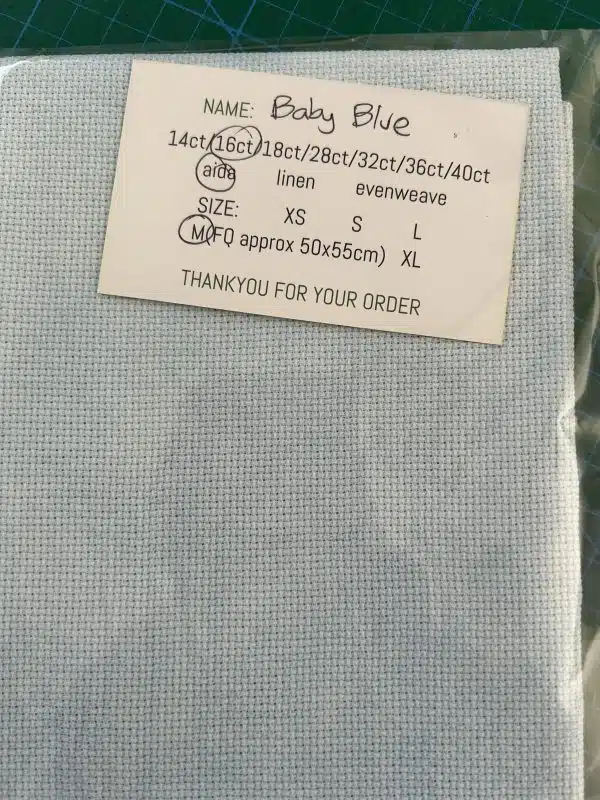 NAME: Baby Blue
14ct/16ct/18ct/28ct/32ct/36ct/40ct
aida linen evenweave
SIZE: XS S L
M(FQ approx 50x55cm) XL
THANKYOU FOR YOUR ORDER